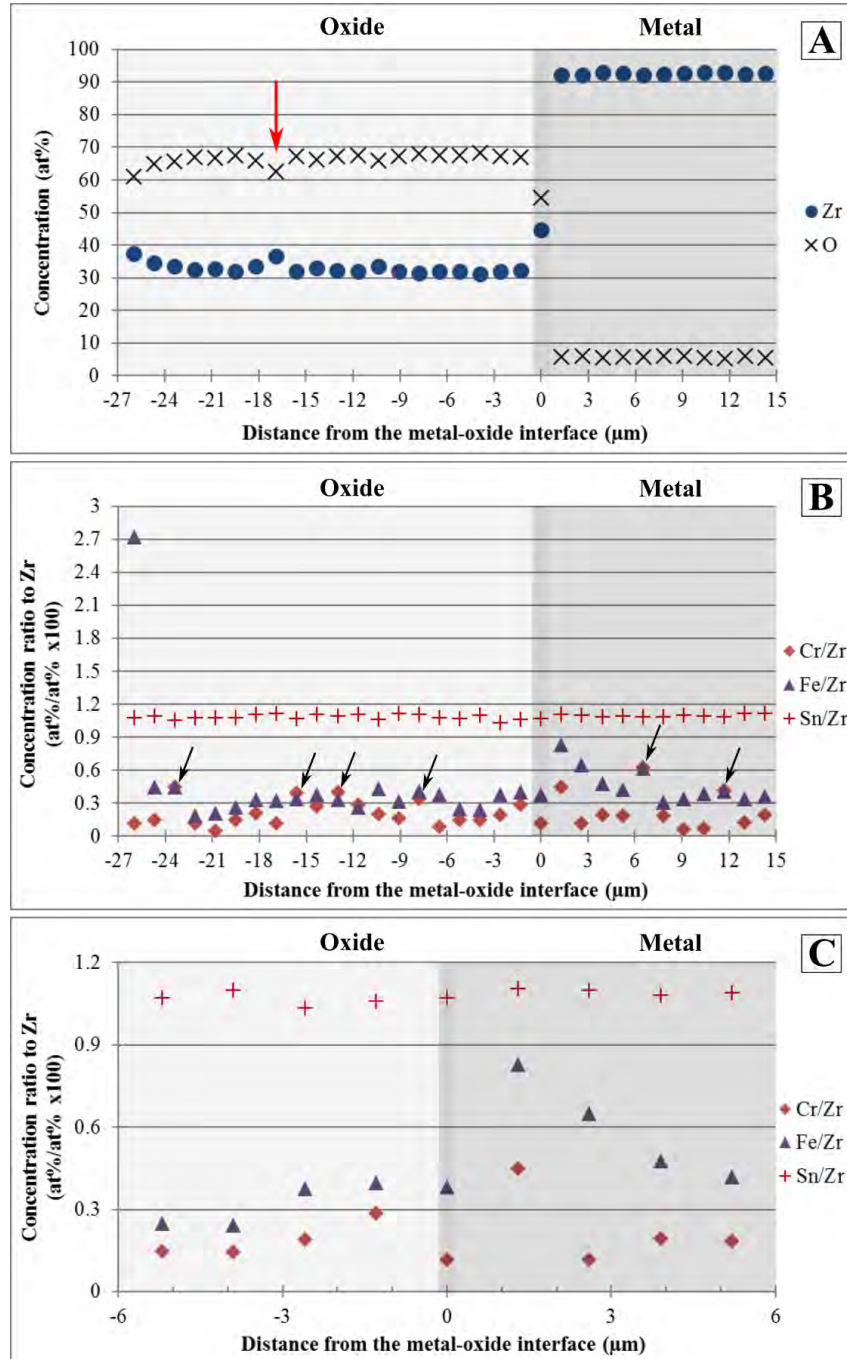 Oxide Metal
A
100
90
80
70
60
50
40
30
20
10
0
Concentration (at%)
Zr
O
-27 -24 -21 -18 -15 -12 -9 -6 -3 0 3 6 9 12 15
Distance from the metal-oxide interface (µm)
Oxide Metal
B
3
2.7
2.4
2.1
1.8
1.5
1.2
0.9
0.6
0.3
0
Concentration ratio to Zr
(at%/at% x100)
Cr/Zr
Fe/Zr
Sn/Zr
-27 -24 -21 -18 -15 -12 -9 -6 -3 0 3 6 9 12 15
Distance from the metal-oxide interface (µm)
Oxide Metal
C
1.2
0.9
0.6
0.3
0
Concentration ratio to Zr
(at%/at% x100)
Cr/Zr
Fe/Zr
Sn/Zr
-6 -3 0 3 6
Distance from the metal-oxide interface (µm)